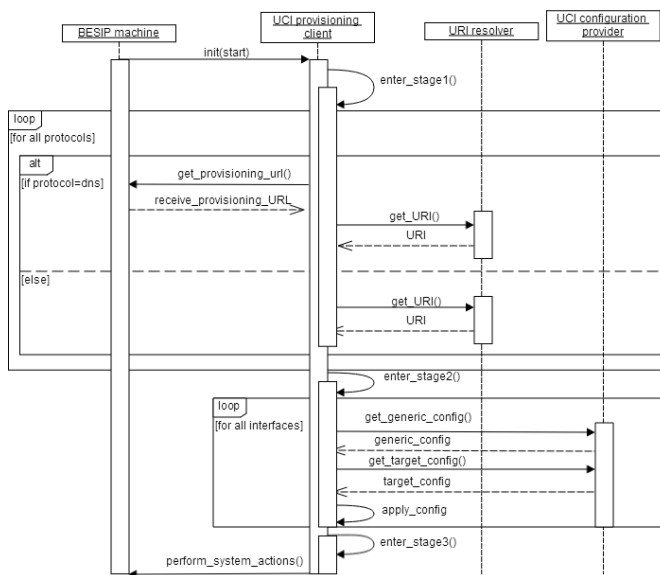 BESIP machine
UCI provisioning
client
URI resolver
UCI configuration
provider
init(start)
enter_stage1()
loop
[for all protocols]
alt
[if protocol=dns]
get_provisioning_url()
receive_provisioning_URL
get_URI()
URI
[else]
get_URI()
URI
enter_stage2()
loop
[for all interfaces]
get_generic_config()
generic_config
get_target_config()
target_config
apply_config
enter_stage3()
perform_system_actions()